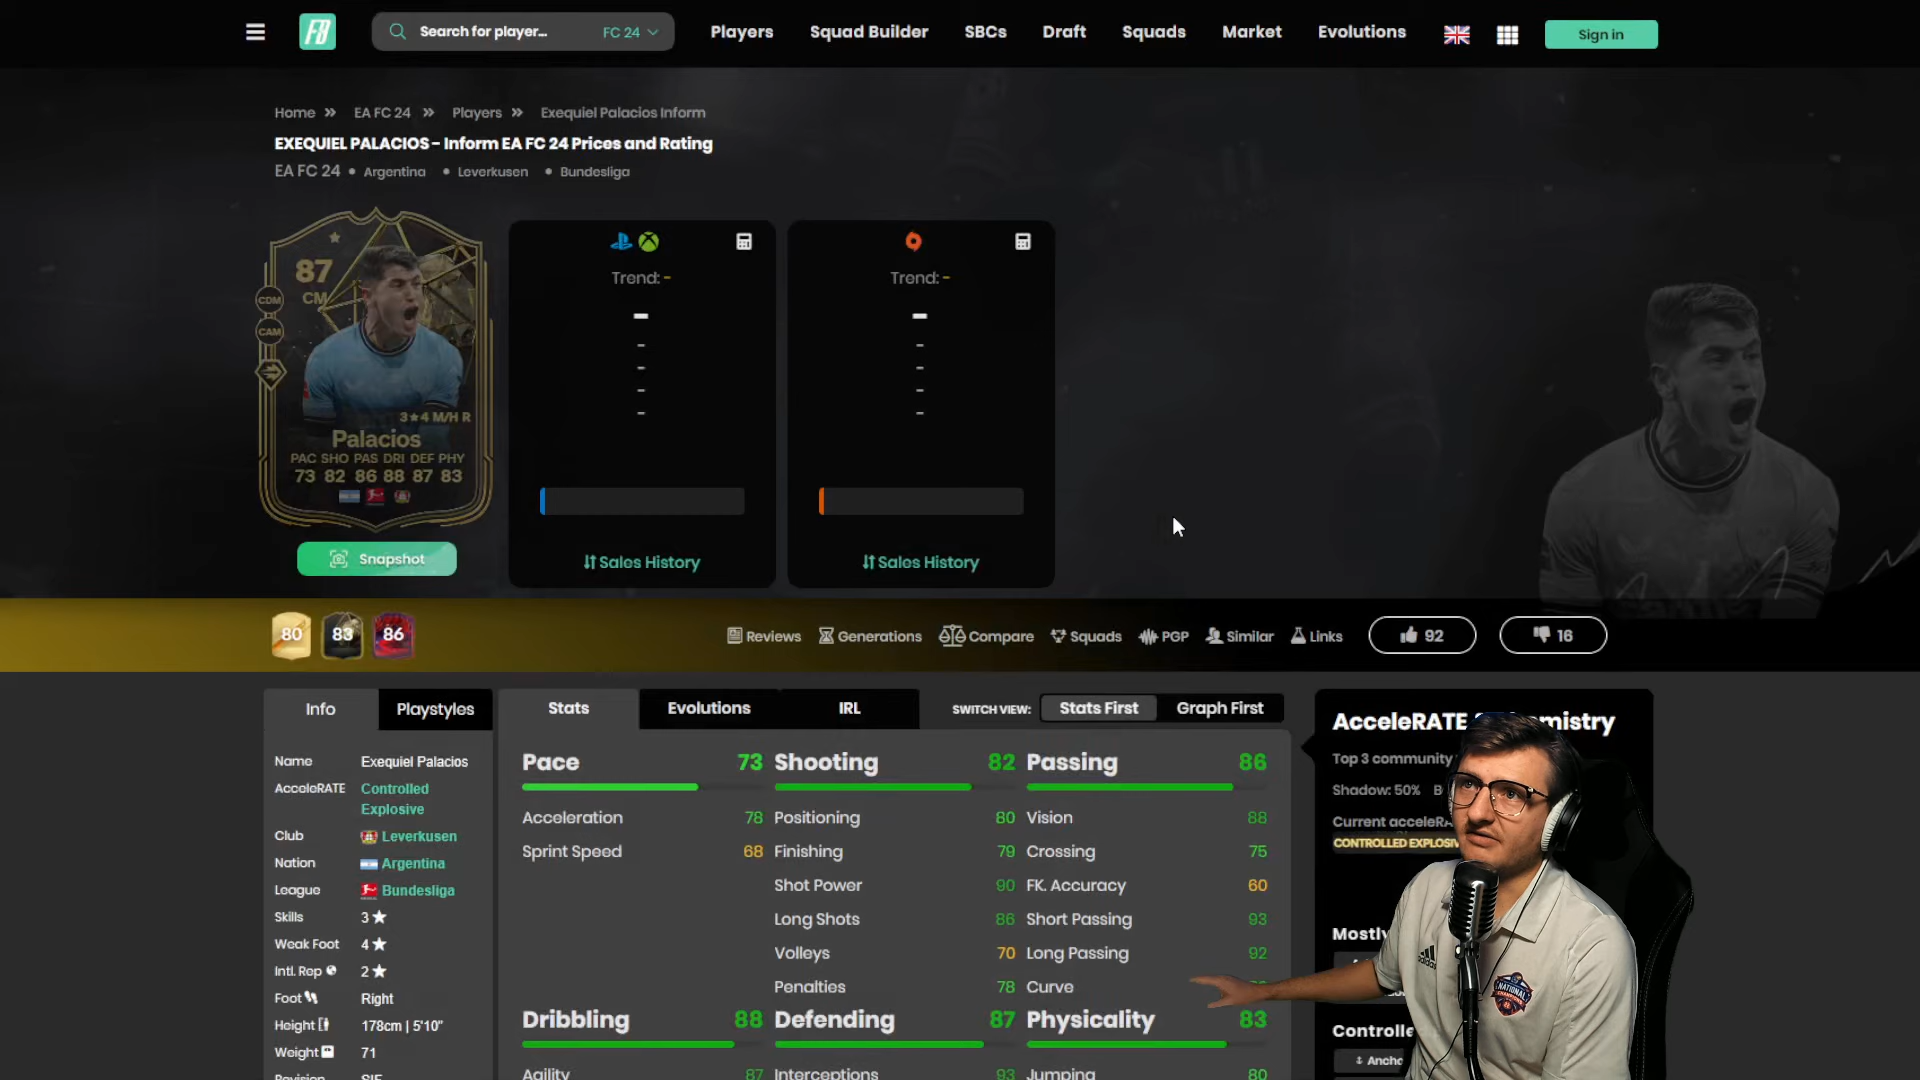 Search for player...
FC 24
Players
Squad Builder
SBCs
Draft
Squads
Market
Evolutions
Sign in
Home » EA FC 24 » Players » Exequiel Palacios Inform
EXEQUIEL PALACIOS - Inform EA FC 24 Prices and Rating
EA FC 24 • Argentina • Leverkusen • Bundesliga
87
CM
CDM
CAM
3★4 M/H R
Palacios
PAC SHO PAS DRI DEF PHY
73 82 86 88 87 83
Snapshot
Trend: -
-
-
-
-
-
Sales History
Trend: -
-
-
-
-
-
Sales History
80
83
86
Reviews
Generations
Compare
Squads
PGP
Similar
Links
92
16
Info
Playstyles
Name Exequiel Palacios
AcceleRATE Controlled
Explosive
Club Leverkusen
Nation Argentina
League Bundesliga
Skills 3 ★
Weak Foot 4 ★
Intl. Rep 2 ★
Foot Right
Height 178cm | 5'10"
Weight 71
Revision SIF
Stats
Evolutions
IRL
SWITCH VIEW:
Stats First
Graph First
Pace 73
Acceleration 78
Sprint Speed 68
Shooting 82
Positioning 80
Finishing 79
Shot Power 90
Long Shots 86
Volleys 70
Penalties 78
Passing 86
Vision 88
Crossing 75
FK. Accuracy 60
Short Passing 93
Long Passing 92
Curve
Dribbling 88
Agility 87
Defending 87
Interceptions 93
Physicality 83
Jumping 80
AcceleRATE
Top 3 community
Shadow: 50%
Current
CONTROLLED
Mostly
NATIONAL
CHAMPIONS
adidas